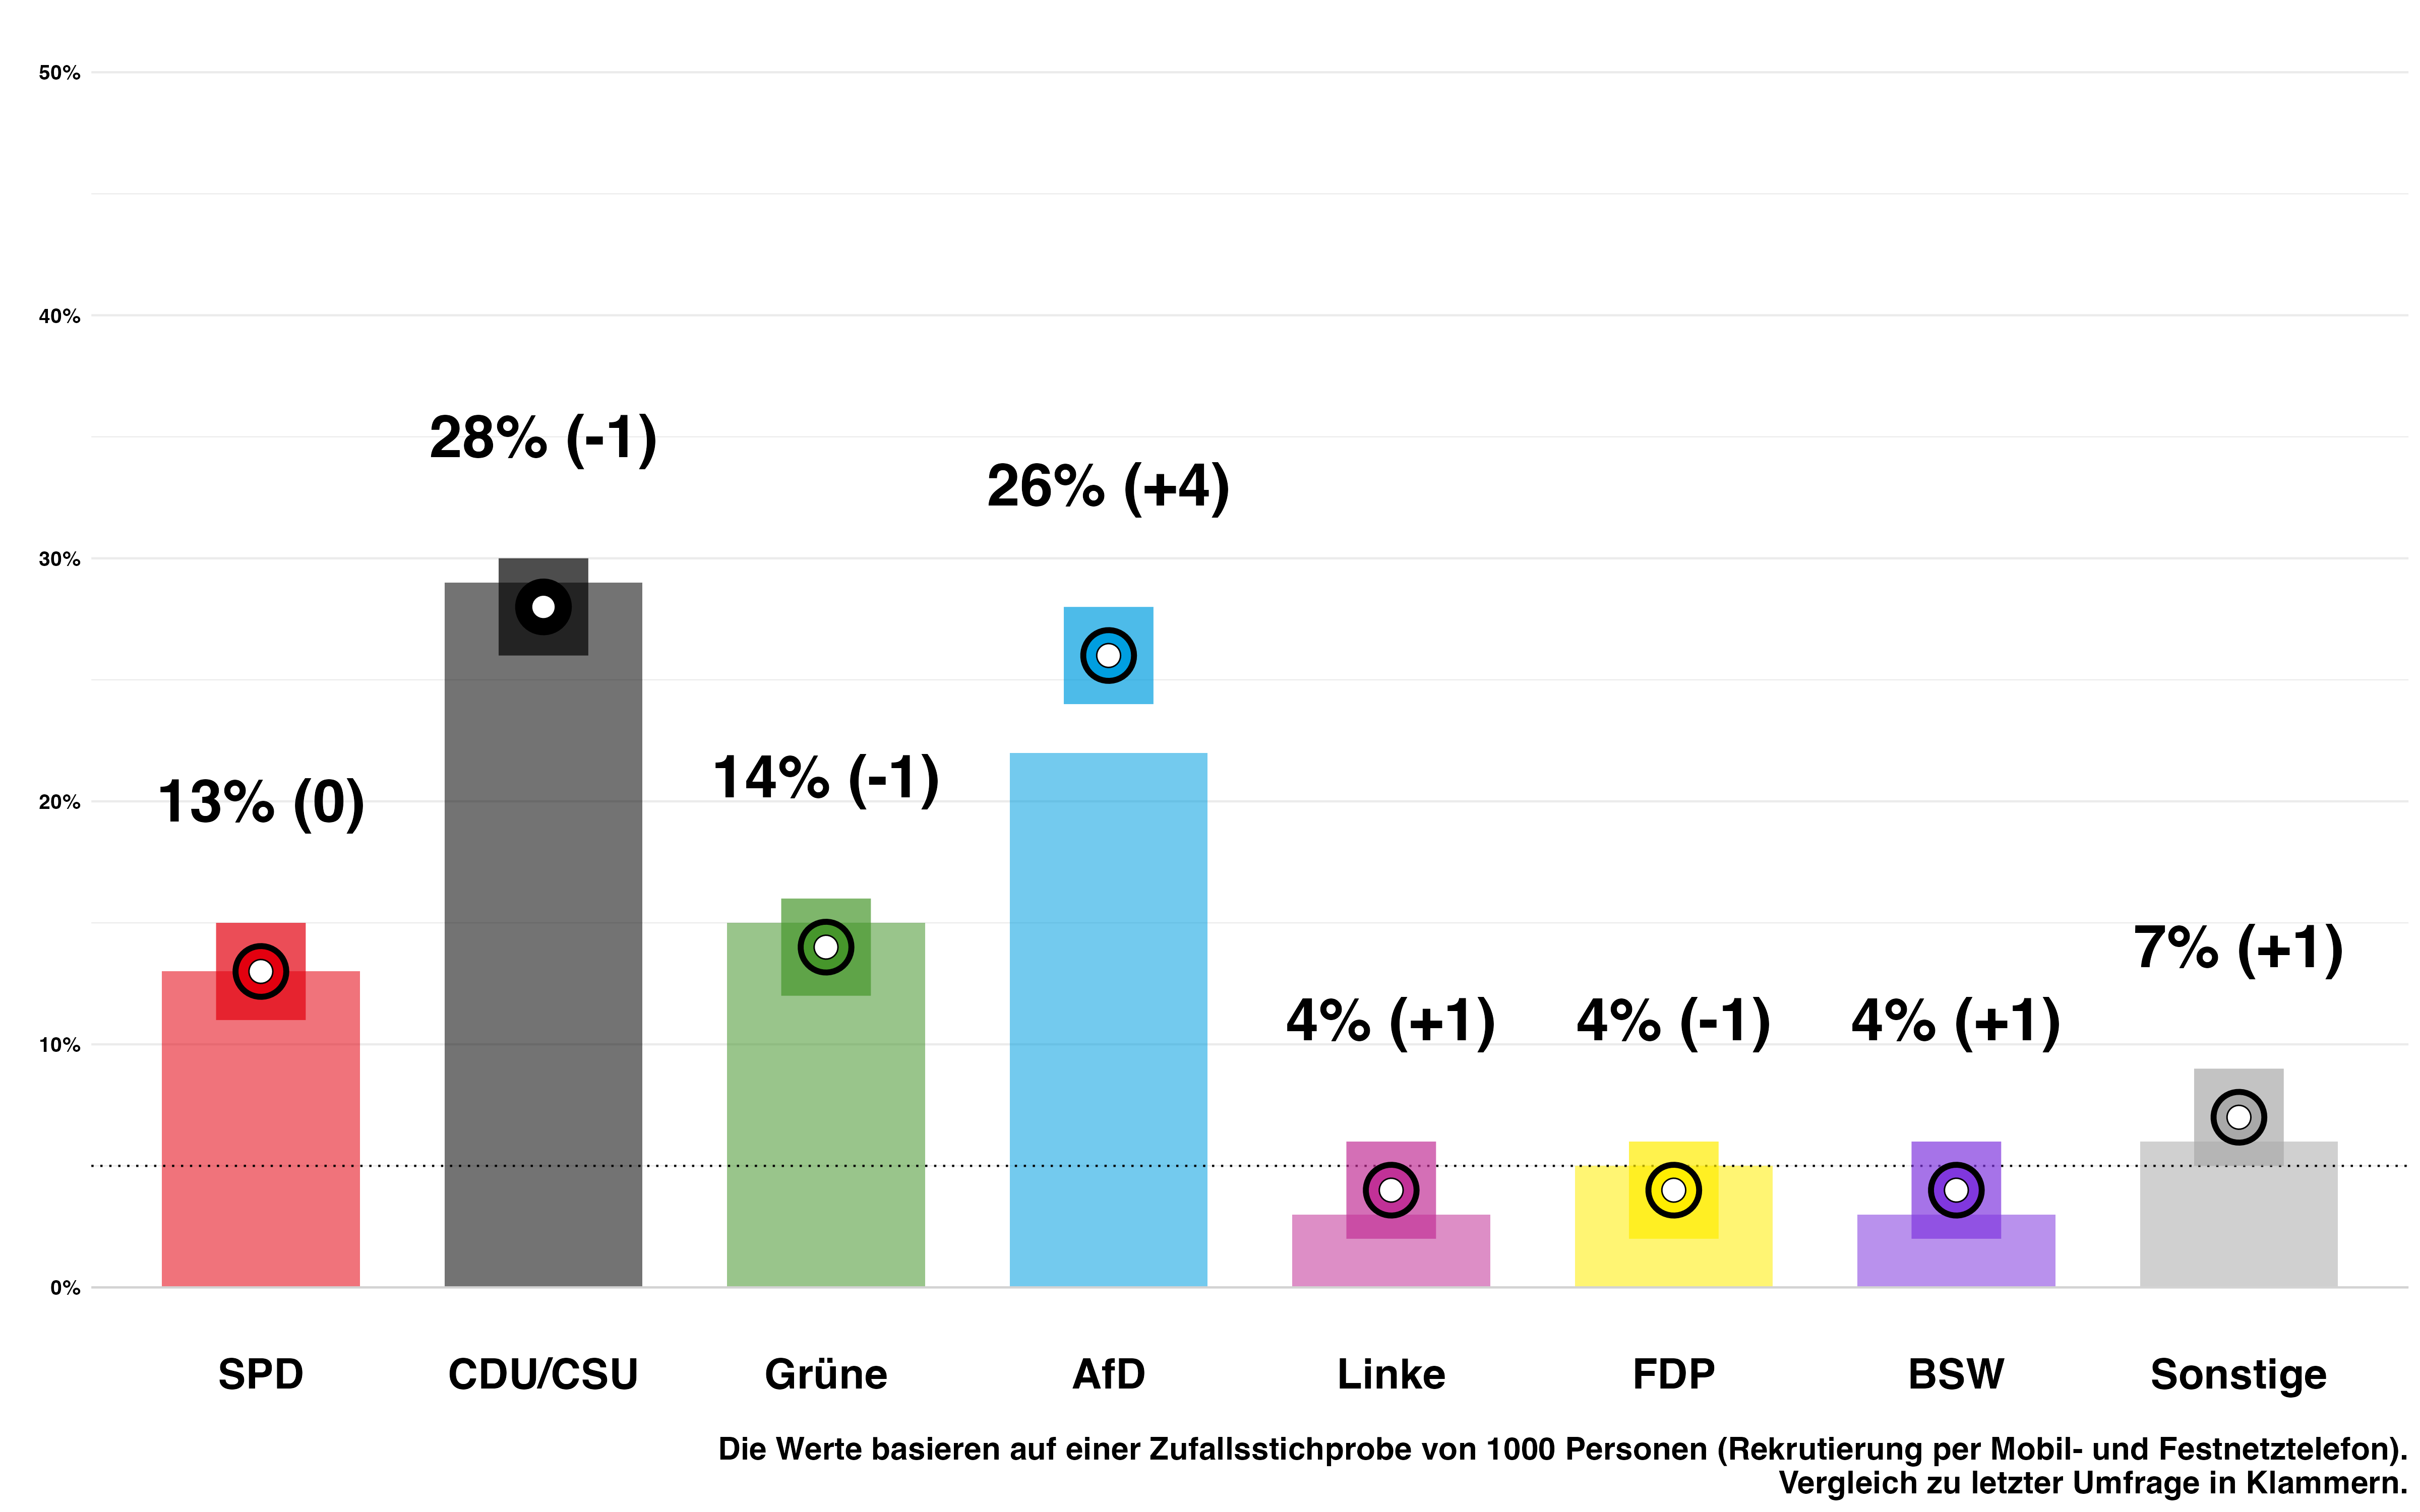 50%
40%
30%
20%
10%
0%
28% (-1)
26% (+4)
14% (-1)
13% (0)
7% (+1)
4% (+1)
4% (-1)
4% (+1)
SPD
CDU/CSU
Grüne
AfD
Linke
FDP
BSW
Sonstige
Die Werte basieren auf einer Zufallsstichprobe von 1000 Personen (Rekrutierung per Mobil- und Festnetztelefon).
Vergleich zu letzter Umfrage in Klammern.